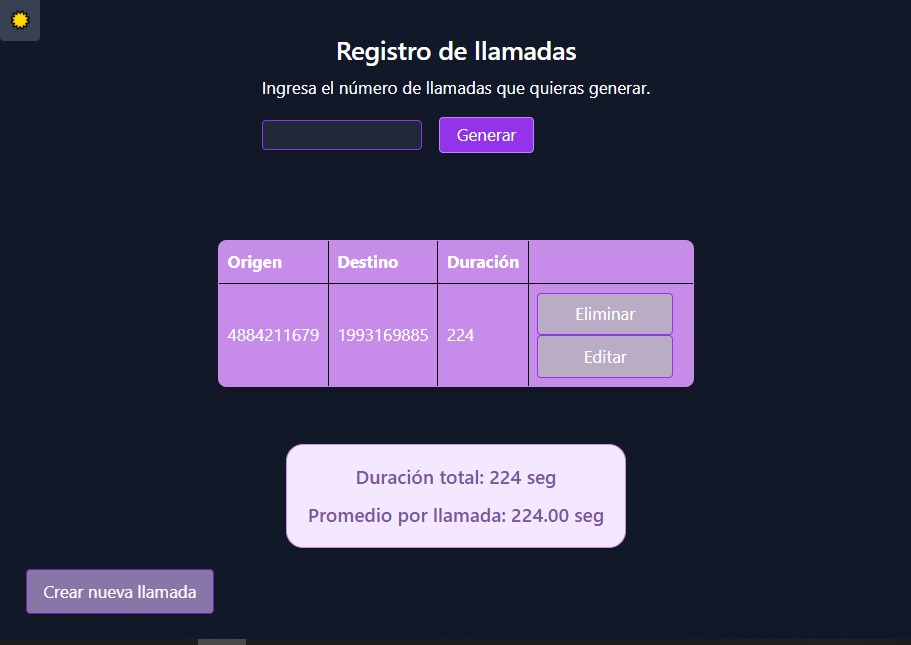 Registro de llamadas
Ingresa el número de llamadas que quieras generar.
Generar
Origen Destino Duración
4884211679 1993169885 224
Eliminar
Editar
Duración total: 224 seg
Promedio por llamada: 224.00 seg
Crear nueva llamada